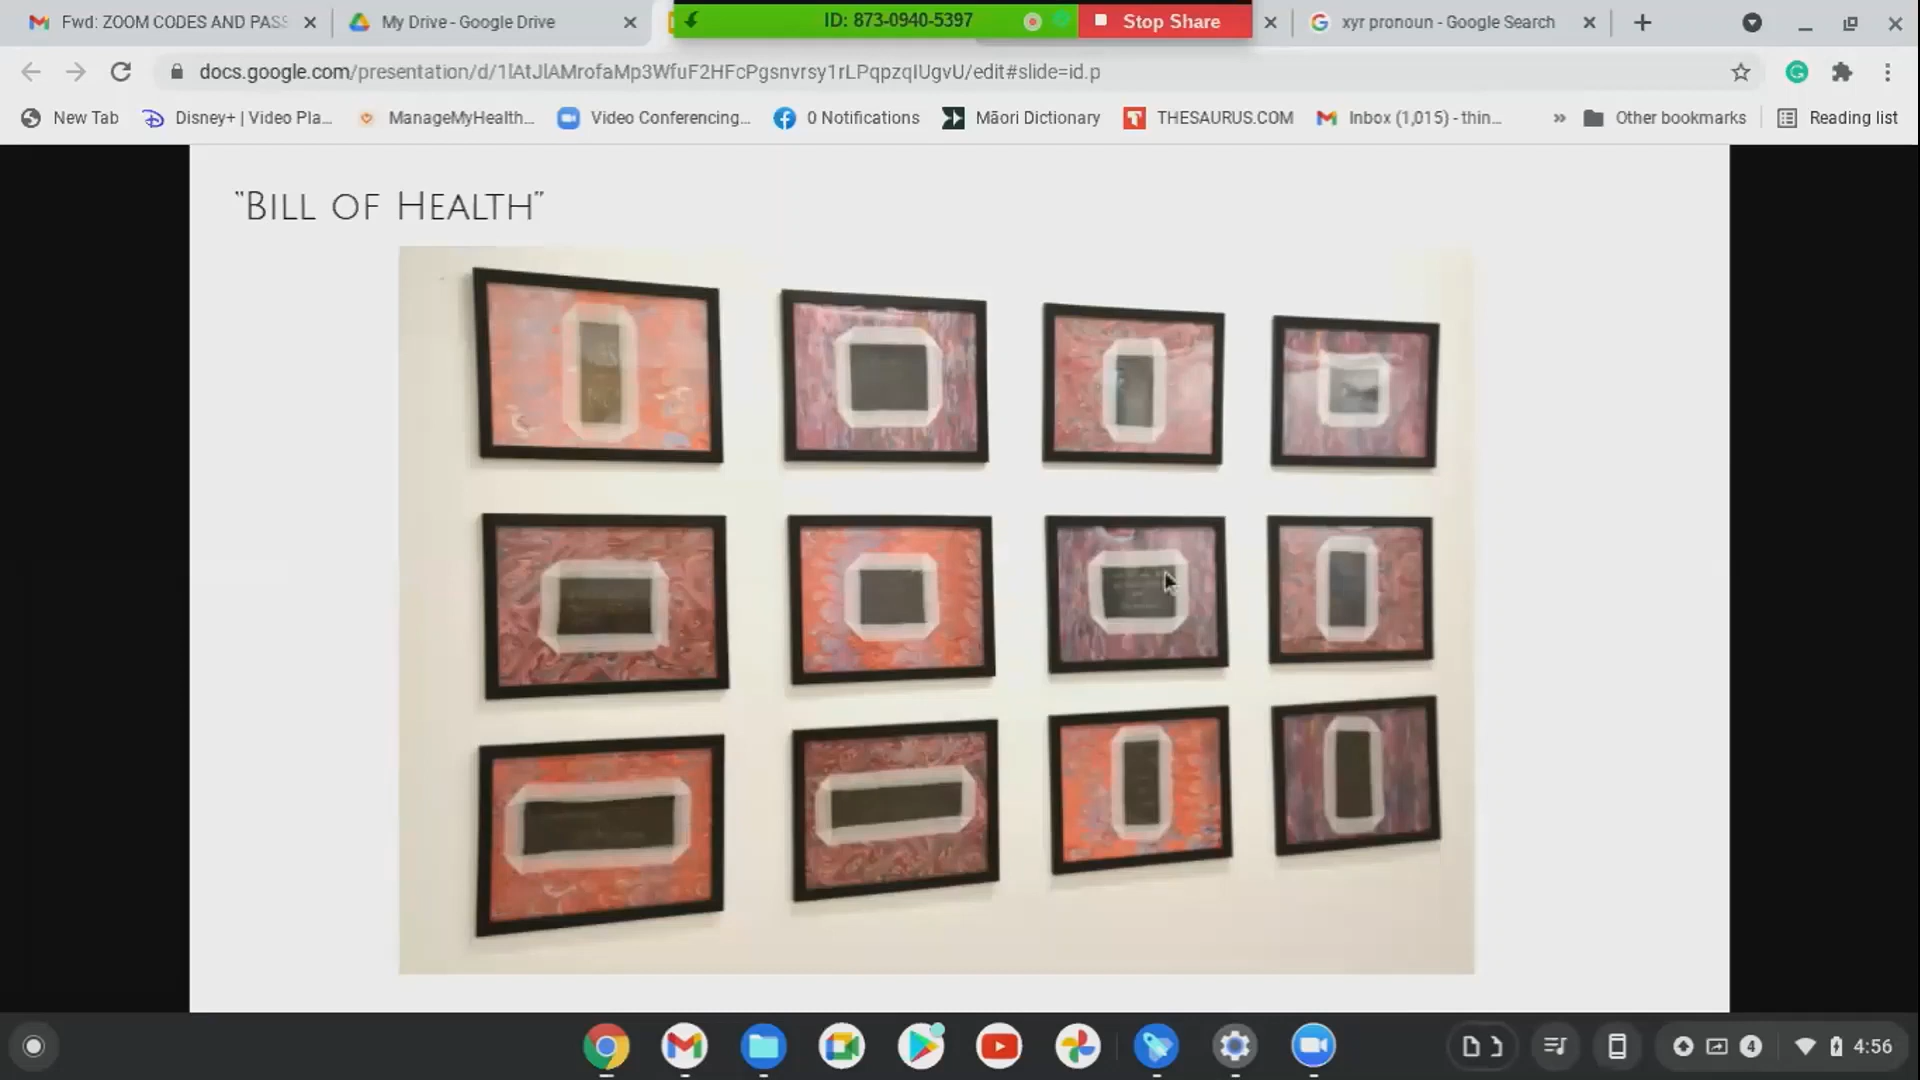 Fwd: ZOOM CODES AND PASS
My Drive - Google Drive
ID: 873-0940-5397
Stop Share
xyr pronoun - Google Search
docs.google.com/presentation/d/1lAtJlAMrofaMp3WfuF2HFcPgsnvrsy1rLPqpzqIUgvU/edit#slide=id.p
New Tab
Disney+ | Video Pla...
ManageMyHealth...
Video Conferencing...
0 Notifications
Māori Dictionary
THESAURUS.COM
Inbox (1,015) - thin...
Other bookmarks
Reading list
"BILL OF HEALTH"
4
4:56